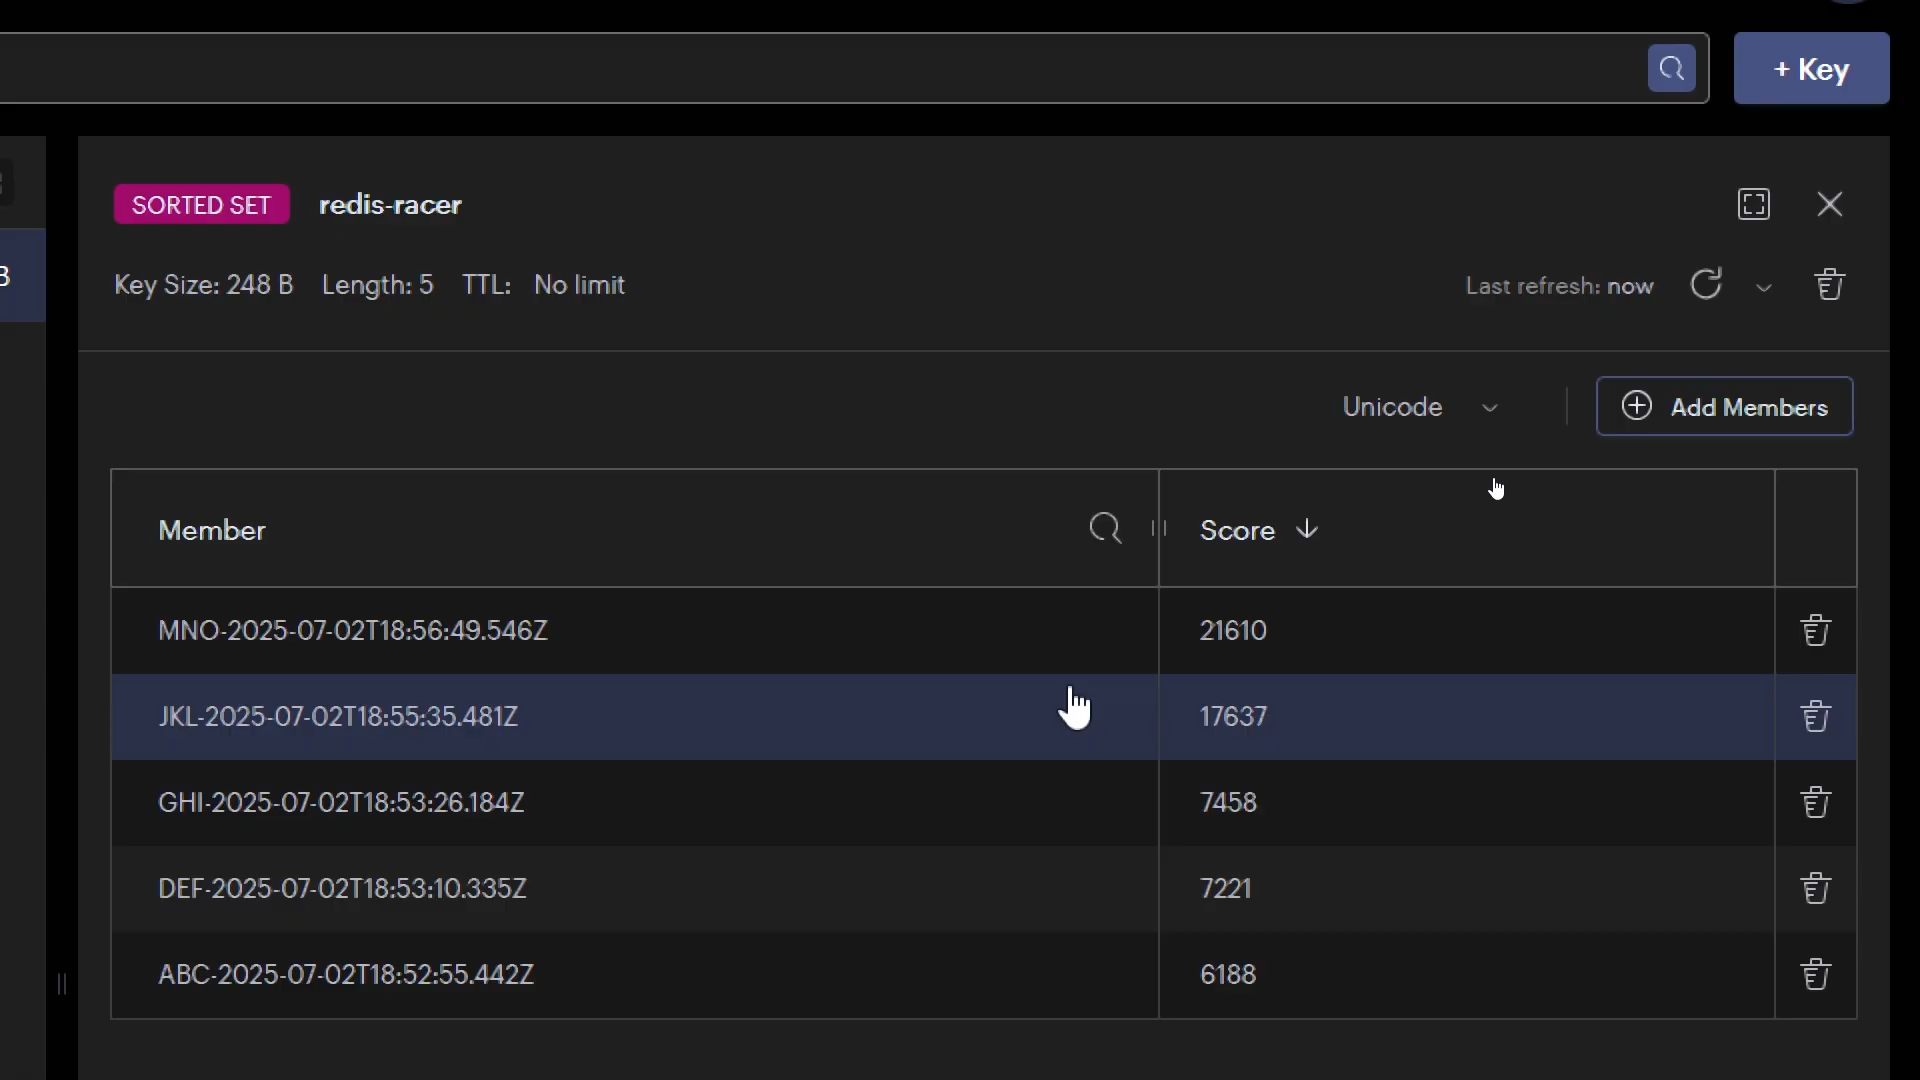 + Key
SORTED SET redis-racer
Key Size: 248 B Length: 5 TTL: No limit Last refresh: now
B
Unicode Add Members
Member Score
MNO-2025-07-02T18:56:49.546Z 21610
JKL-2025-07-02T18:55:35.481Z 17637
GHI-2025-07-02T18:53:26.184Z 7458
DEF-2025-07-02T18:53:10.335Z 7221
ABC-2025-07-02T18:52:55.442Z 6188